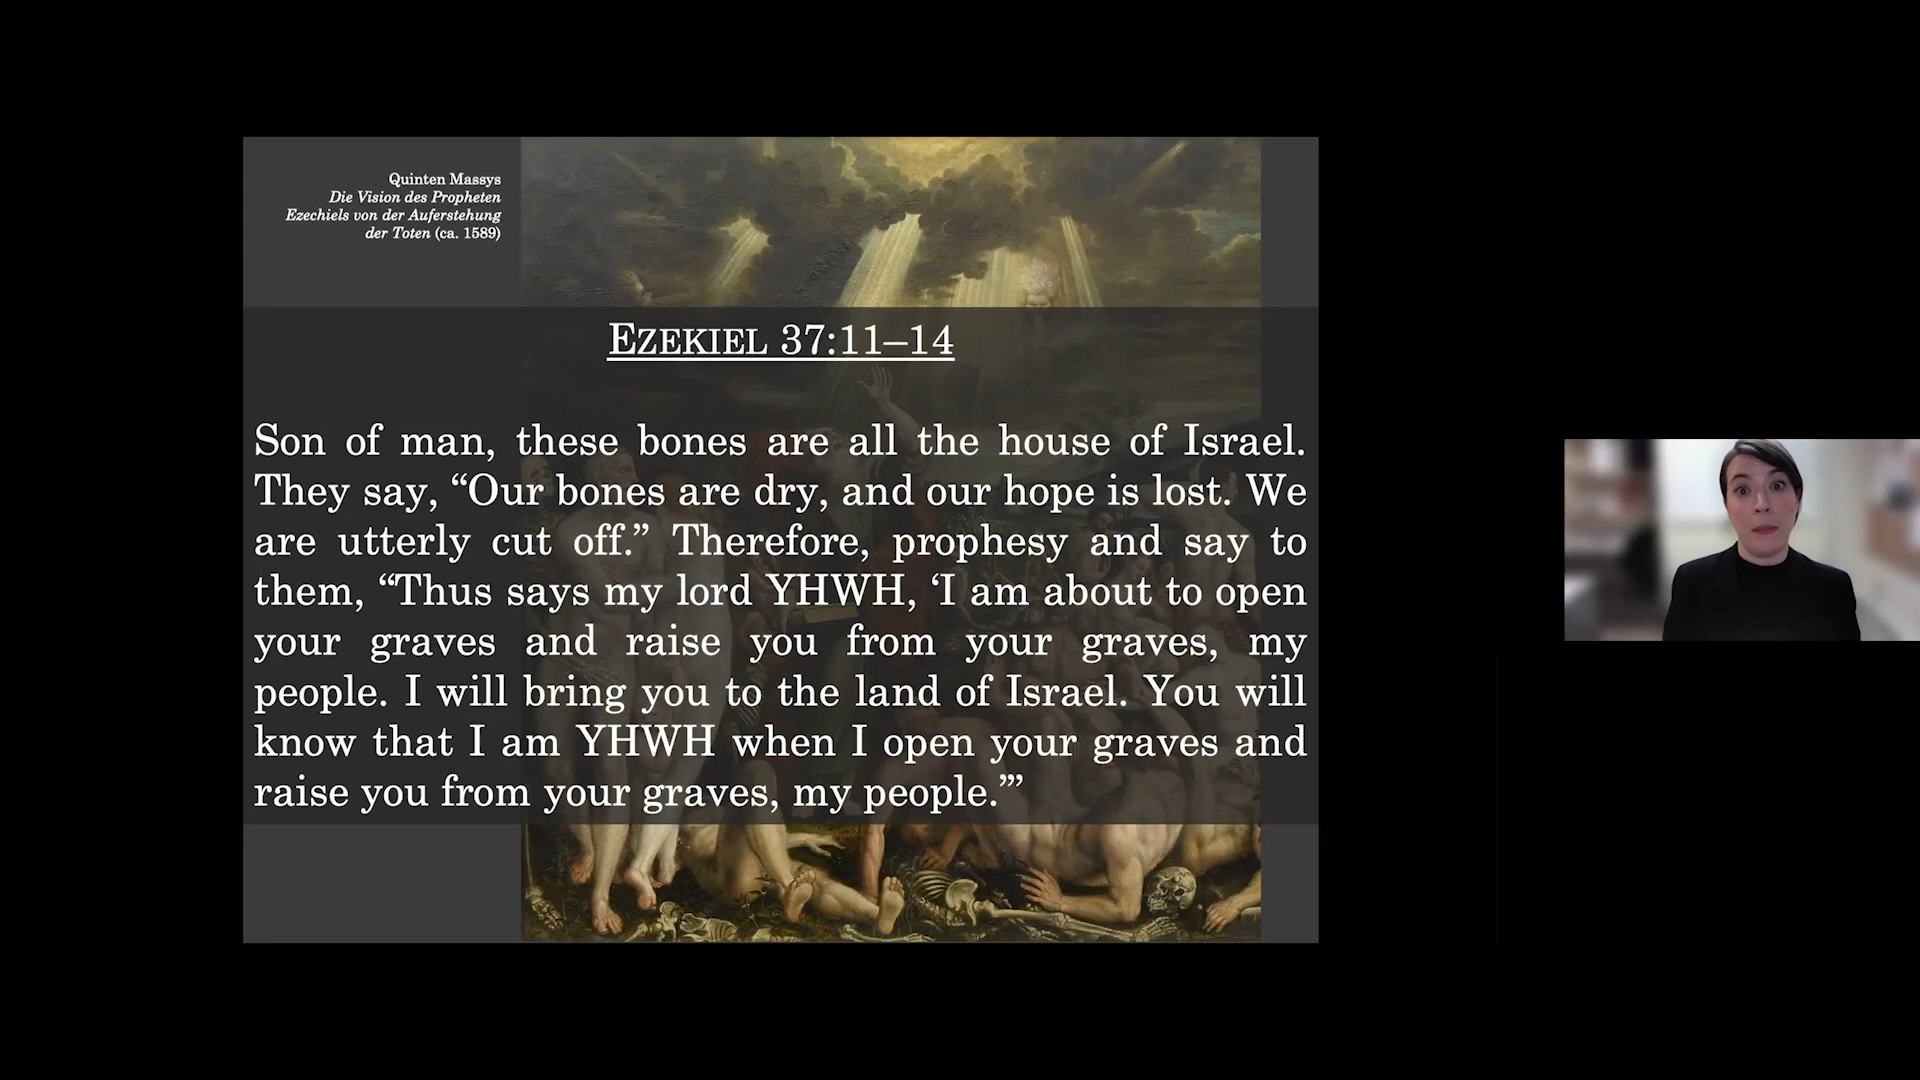 Quinten Massys
Die Vision des Propheten
Ezechiels von der Auferstehung
der Toten (ca. 1589)
EZEKIEL 37:11–14
Son of man, these bones are all the house of Israel.
They say, “Our bones are dry, and our hope is lost. We
are utterly cut off.” Therefore, prophesy and say to
them, “Thus says my lord YHWH, ‘I am about to open
your graves and raise you from your graves, my
people. I will bring you to the land of Israel. You will
know that I am YHWH when I open your graves and
raise you from your graves, my people.’”